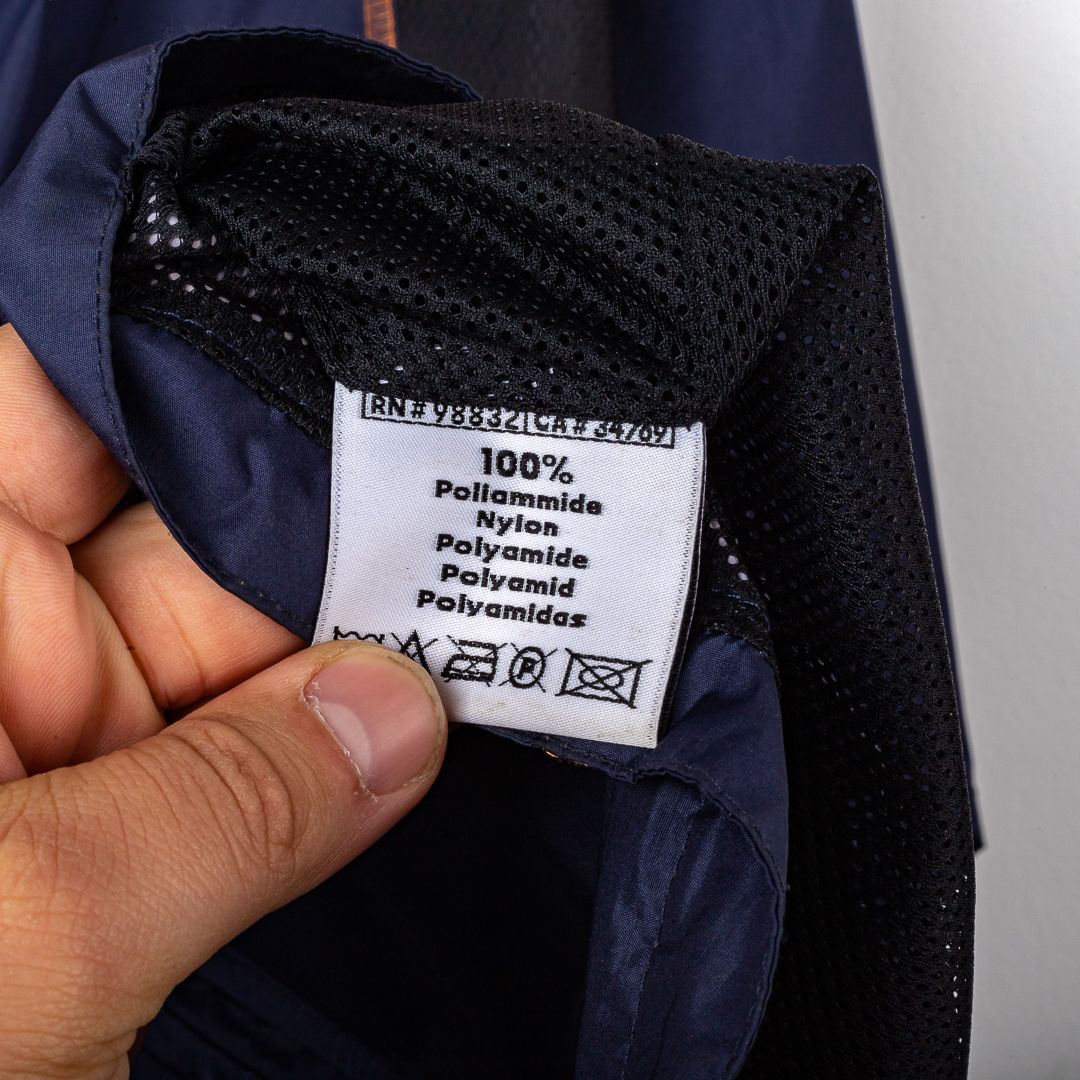 RN # 98832 CA # 34769
100%
Poliammide
Nylon
Polyamide
Polyamid
Polyamidas